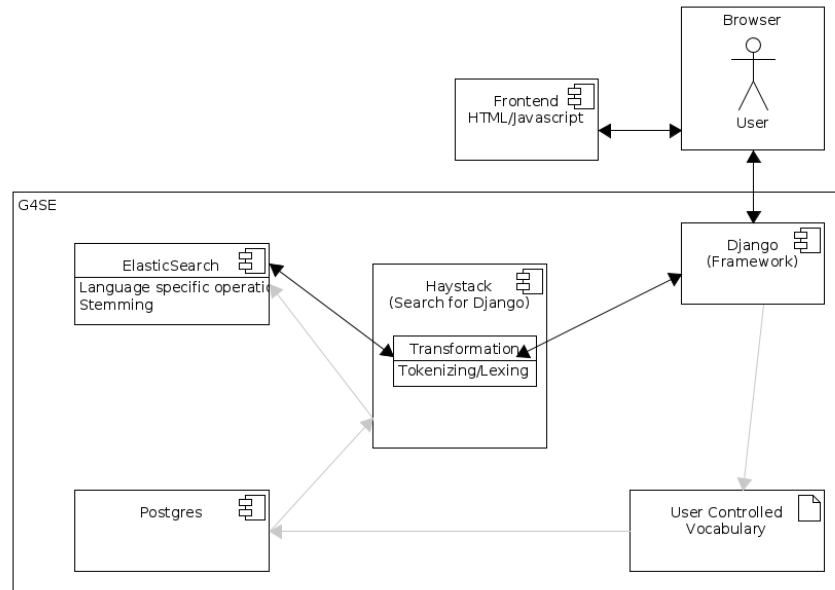 Browser
User
Frontend
HTML/Javascript
G4SE
Django
(Framework)
ElasticSearch
Language specific operatio
Stemming
Haystack
(Search for Django)
Transformation
Tokenizing/Lexing
Postgres
User Controlled
Vocabulary